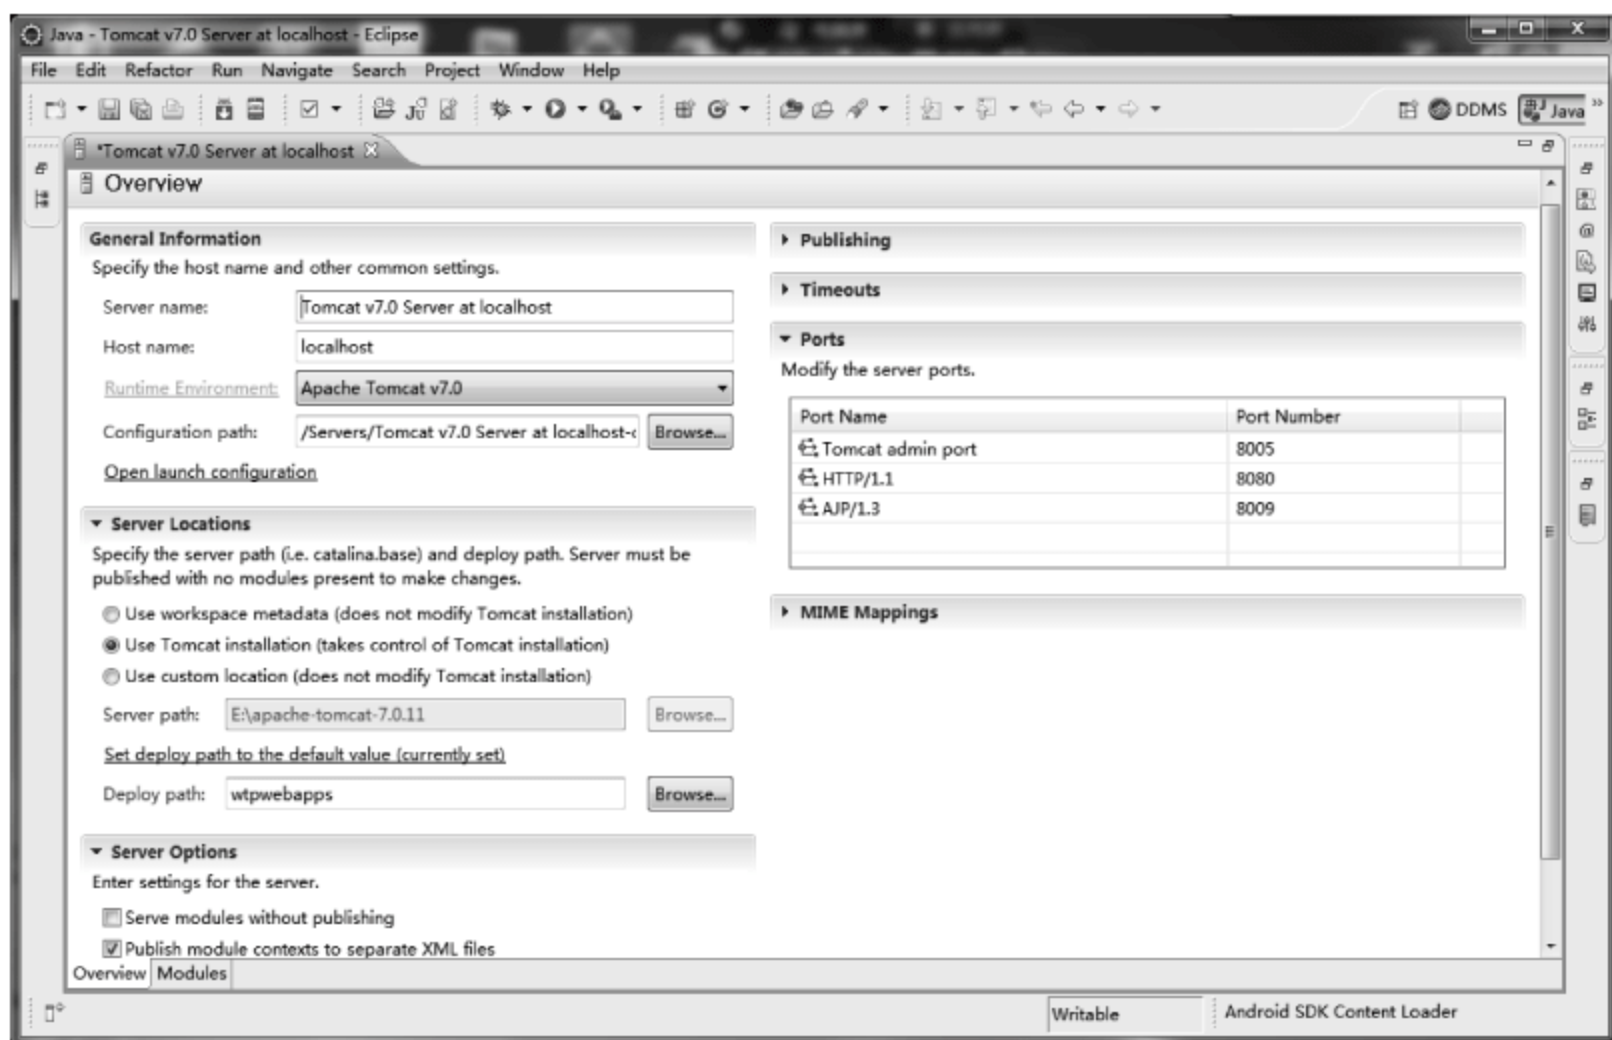 Java - Tomcat v7.0 Server at localhost - Eclipse
File Edit Refactor Run Navigate Search Project Window Help
DDMS Java
*Tomcat v7.0 Server at localhost
Overview
General Information
Specify the host name and other common settings.
Server name: Tomcat v7.0 Server at localhost
Host name: localhost
Runtime Environment: Apache Tomcat v7.0
Configuration path: /Servers/Tomcat v7.0 Server at localhost-c Browse...
Open launch configuration
Server Locations
Specify the server path (i.e. catalina.base) and deploy path. Server must be
published with no modules present to make changes.
Use workspace metadata (does not modify Tomcat installation)
Use Tomcat installation (takes control of Tomcat installation)
Use custom location (does not modify Tomcat installation)
Server path: E:\apache-tomcat-7.0.11 Browse...
Set deploy path to the default value (currently set)
Deploy path: wtpwebapps Browse...
Server Options
Enter settings for the server.
Serve modules without publishing
Publish module contexts to separate XML files
Publishing
Timeouts
Ports
Modify the server ports.
Port Name Port Number
Tomcat admin port 8005
HTTP/1.1 8080
AJP/1.3 8009
MIME Mappings
Overview Modules
Writable Android SDK Content Loader